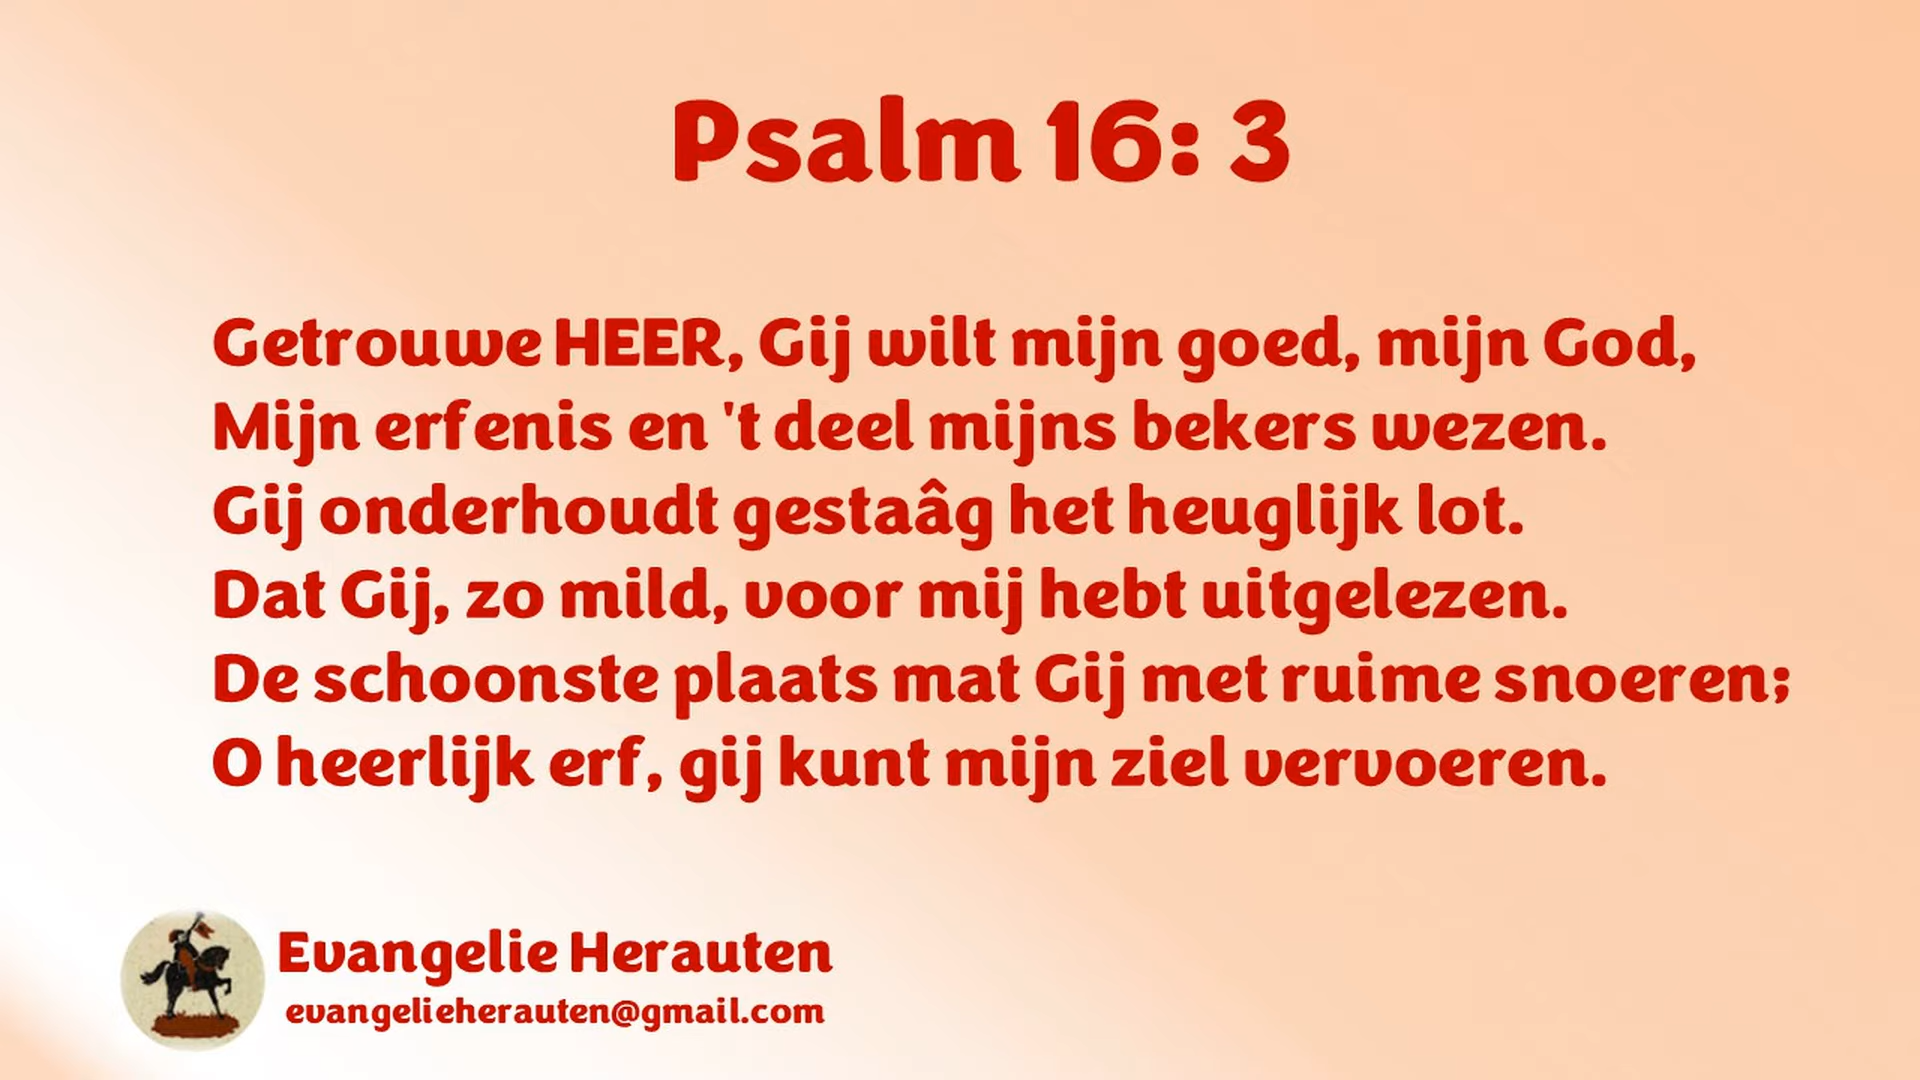 Psalm 16: 3
Getrouwe HEER, Gij wilt mijn goed, mijn God,
Mijn erfenis en 't deel mijns bekers wezen.
Gij onderhoudt gestaâg het heuglijk lot.
Dat Gij, zo mild, voor mij hebt uitgelezen.
De schoonste plaats mat Gij met ruime snoeren;
O heerlijk erf, gij kunt mijn ziel vervoeren.
Evangelie Herauten
evangelieherauten@gmail.com